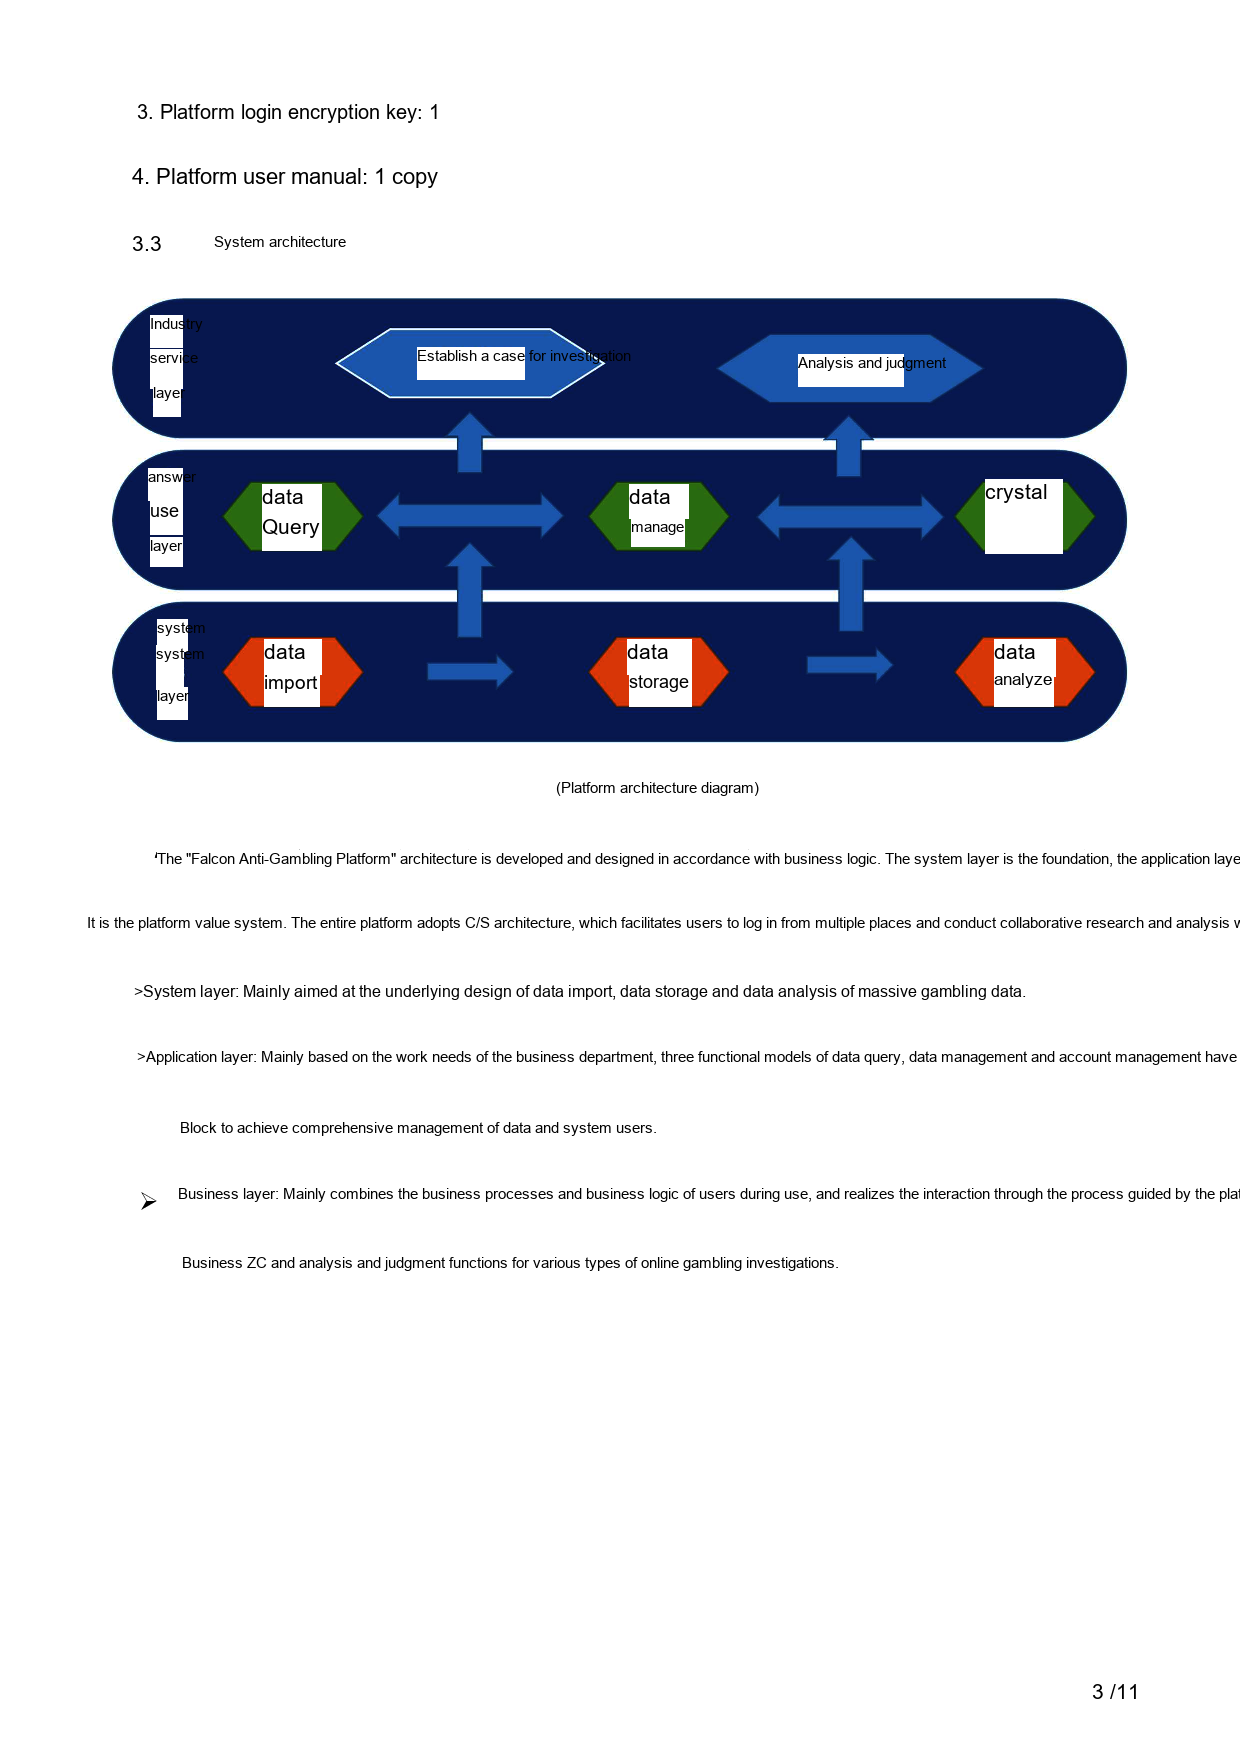 3. Platform login encryption key: 1
4. Platform user manual: 1 copy
3.3 System architecture
Industry
service
layer
Establish a case for investigation
Analysis and judgment
answer
use
layer
data
Query
data
manage
crystal
system
system
layer
data
import
data
storage
data
analyze
(Platform architecture diagram)
'The "Falcon Anti-Gambling Platform" architecture is developed and designed in accordance with business logic. The system layer is the foundation, the application laye
It is the platform value system. The entire platform adopts C/S architecture, which facilitates users to log in from multiple places and conduct collaborative research and analysis w
>System layer: Mainly aimed at the underlying design of data import, data storage and data analysis of massive gambling data.
>Application layer: Mainly based on the work needs of the business department, three functional models of data query, data management and account management have
Block to achieve comprehensive management of data and system users.
➢ Business layer: Mainly combines the business processes and business logic of users during use, and realizes the interaction through the process guided by the plat
Business ZC and analysis and judgment functions for various types of online gambling investigations.
3 /11